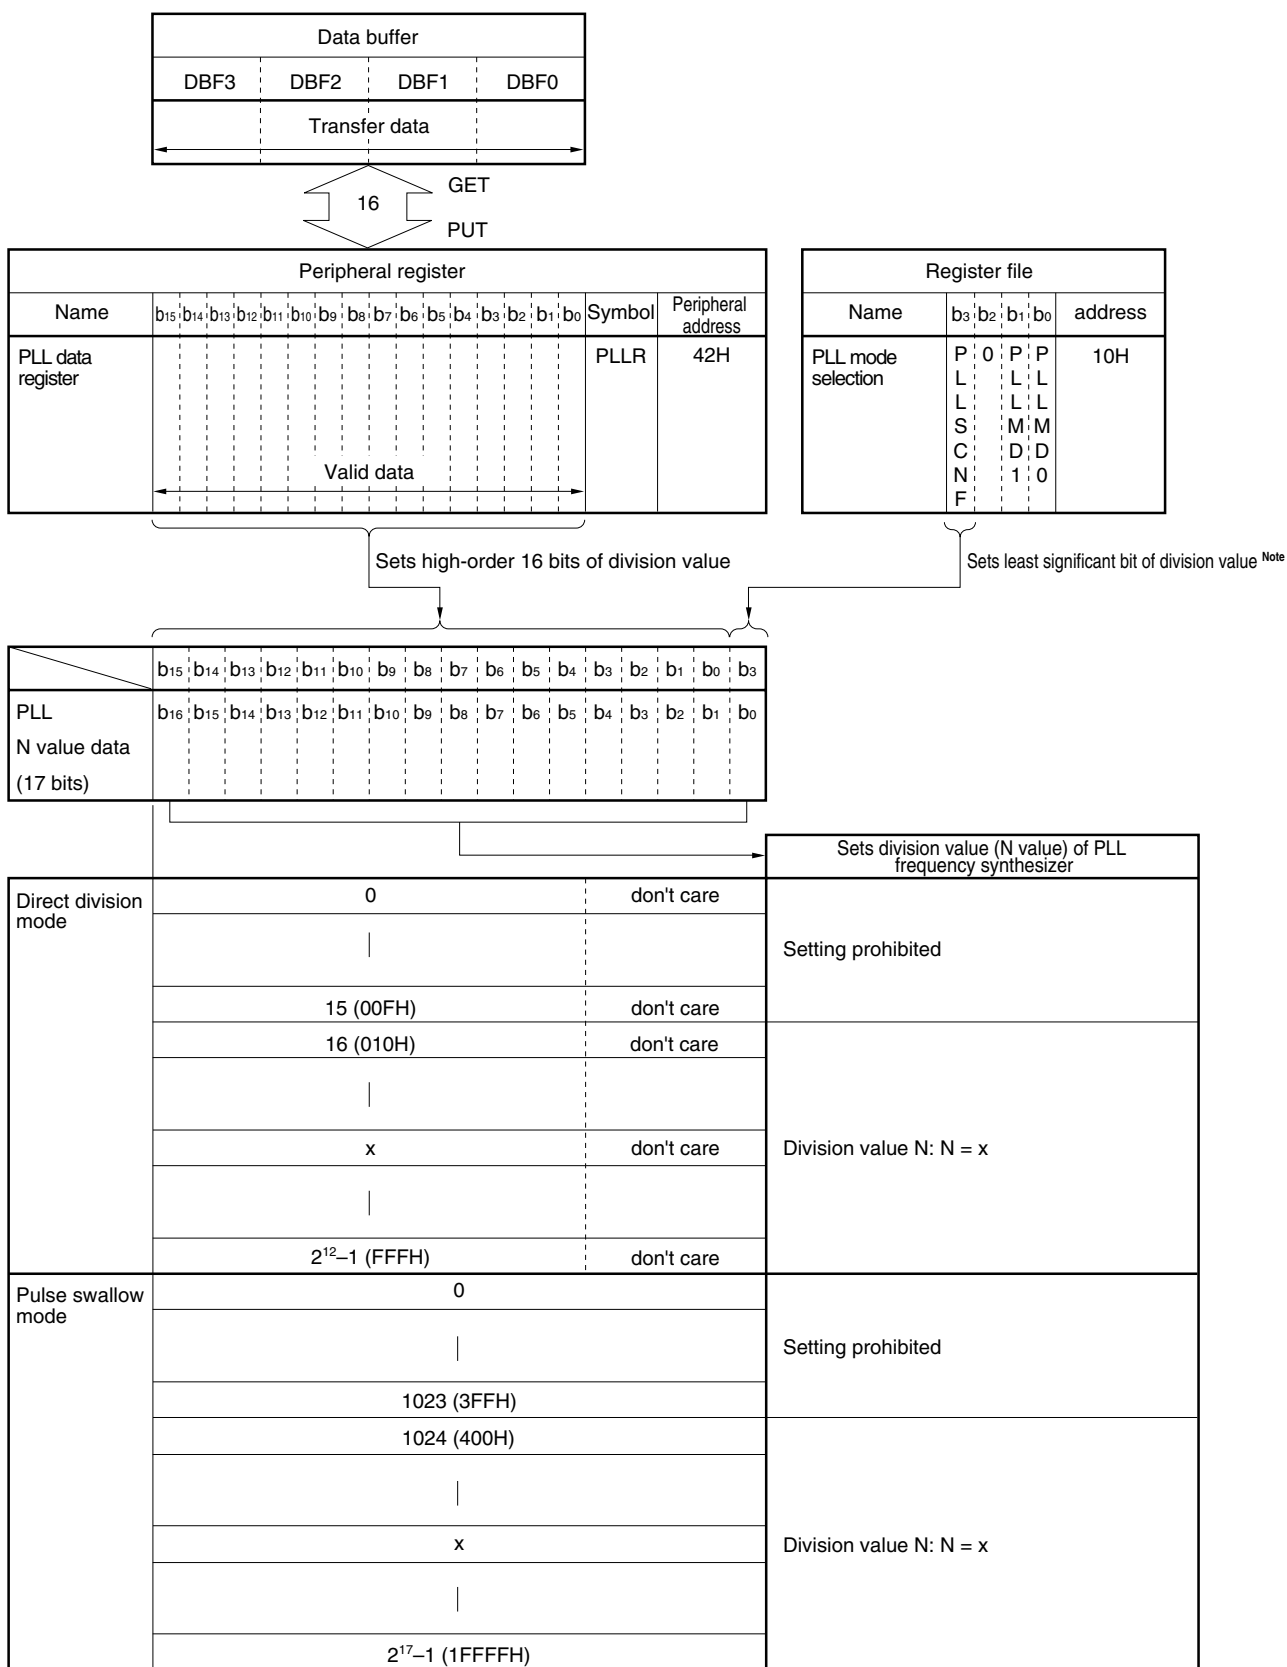 Data buffer
DBF3 DBF2 DBF1 DBF0
Transfer data
GET
16
PUT
Peripheral register
Name b15 b14 b13 b12 b11 b10 b9 b8 b7 b6 b5 b4 b3 b2 b1 b0 Symbol Peripheral address
PLL data register PLLR 42H
Valid data
Register file
Name b3 b2 b1 b0 address
PLL mode selection PLLSCNF 0 PLLMD1 PLLMD0 10H
Sets high-order 16 bits of division value
Sets least significant bit of division value Note
b15 b14 b13 b12 b11 b10 b9 b8 b7 b6 b5 b4 b3 b2 b1 b0 b3
PLL N value data (17 bits) b16 b15 b14 b13 b12 b11 b10 b9 b8 b7 b6 b5 b4 b3 b2 b1 b0
Sets division value (N value) of PLL
frequency synthesizer
Direct division mode
0 don't care
Setting prohibited
15 (00FH) don't care
16 (010H) don't care
x don't care Division value N: N = x
2^12–1 (FFFH) don't care
Pulse swallow mode
0
Setting prohibited
1023 (3FFH)
1024 (400H)
x Division value N: N = x
2^17–1 (1FFFFH)